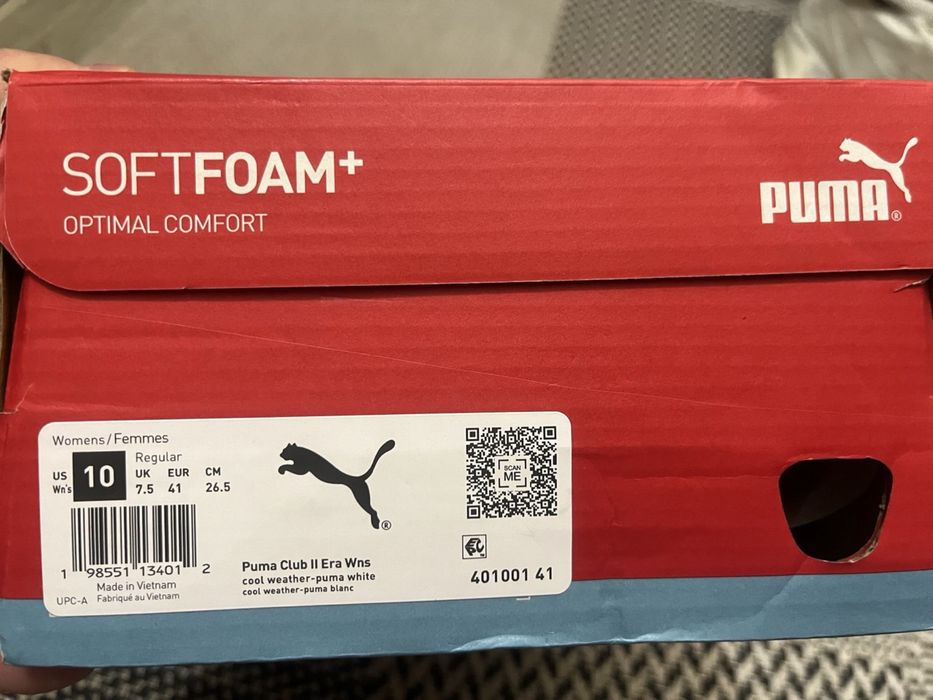 SOFTFOAM+
OPTIMAL COMFORT
PUMA®
Womens/Femmes
Regular
US Wn's 10
UK EUR CM
7.5 41 26.5
1 98551 13401 2
Made in Vietnam
UPC-A Fabriqué au Vietnam
®
Puma Club II Era Wns
cool weather-puma white
cool weather-puma blanc
SCAN
ME
401001 41